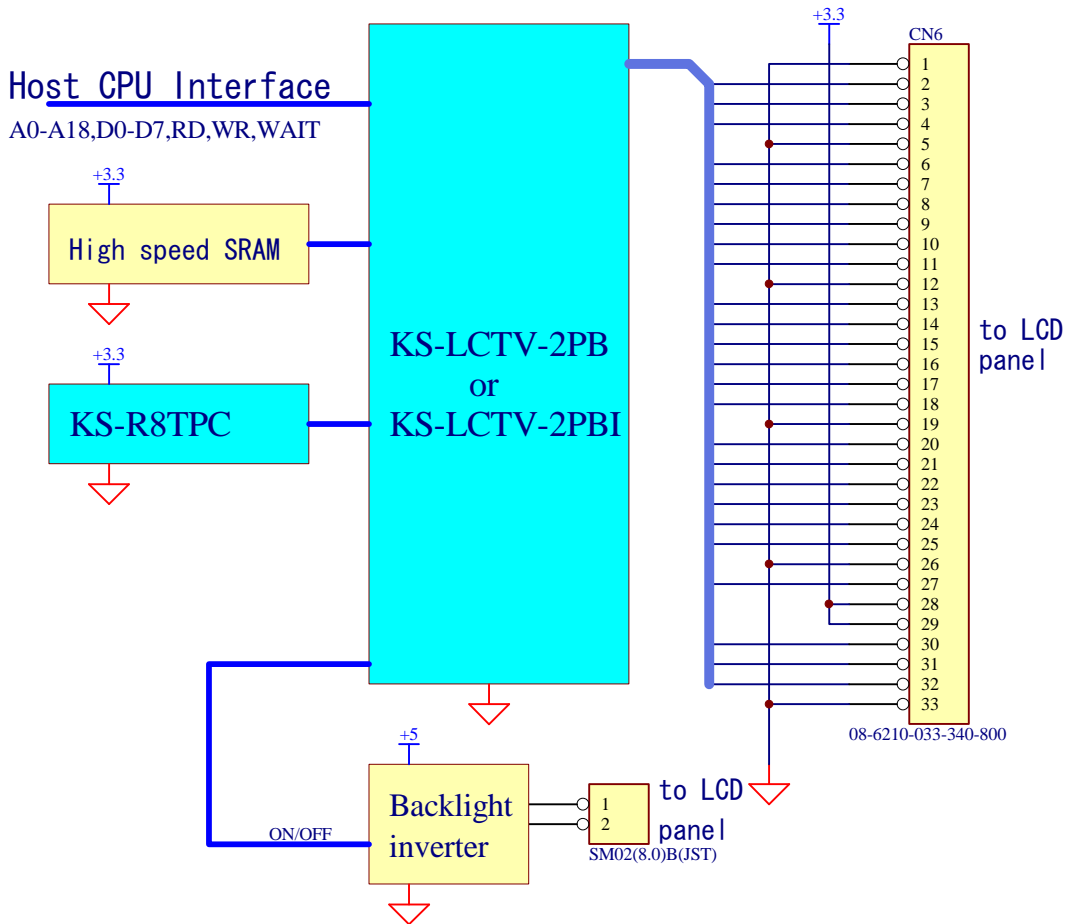 +3.3
CN6
Host CPU Interface
A0-A18,D0-D7,RD,WR,WAIT
+3.3
High speed SRAM
+3.3
KS-R8TPC
KS-LCTV-2PB
or
KS-LCTV-2PBI
1
2
3
4
5
6
7
8
9
10
11
12
13
14
15
16
17
18
19
20
21
22
23
24
25
26
27
28
29
30
31
32
33
to LCD
panel
08-6210-033-340-800
+5
Backlight
inverter
ON/OFF
1
2
to LCD
panel
SM02(8.0)B(JST)